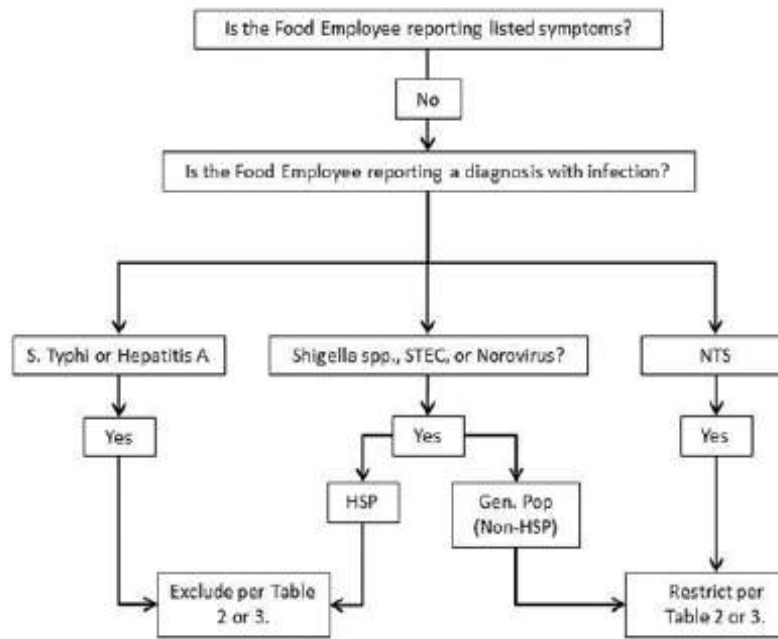 Is the Food Employee reporting listed symptoms?
No
Is the Food Employee reporting a diagnosis with infection?
S. Typhi or Hepatitis A
Shigella spp., STEC, or Norovirus?
NTS
Yes
Yes
Yes
HSP
Gen. Pop
(Non-HSP)
Exclude per Table
2 or 3.
Restrict per
Table 2 or 3.